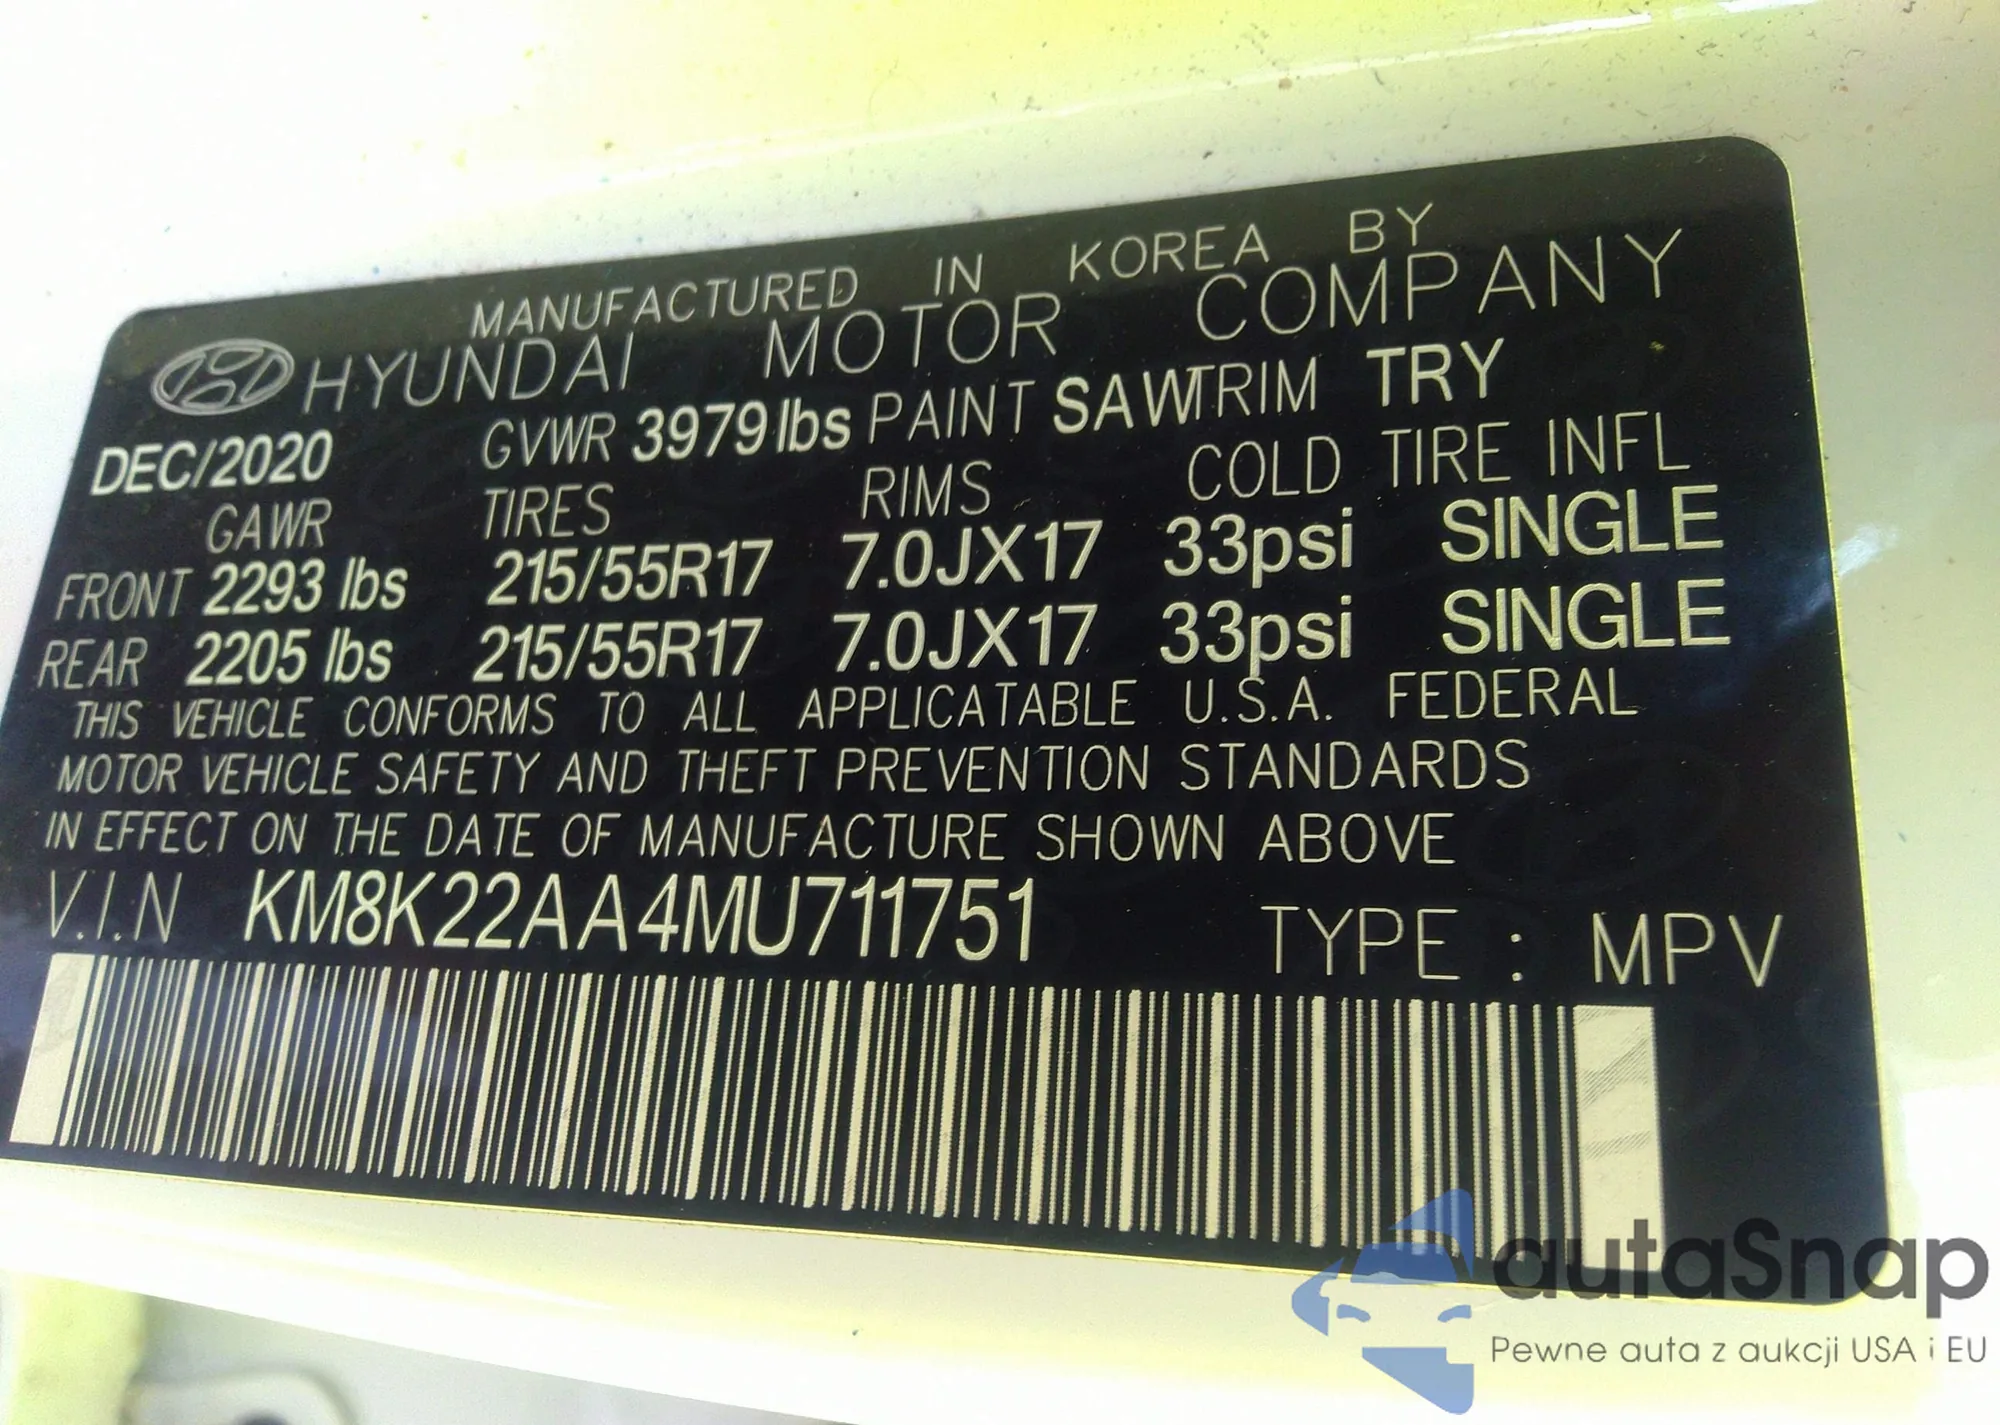 MANUFACTURED IN KOREA BY
HYUNDAI MOTOR COMPANY
DEC/2020 GVWR 3979lbs PAINT SAW TRIM TRY
GAWR TIRES RIMS COLD TIRE INFL
FRONT 2293 lbs 215/55R17 7.0JX17 33psi SINGLE
REAR 2205 lbs 215/55R17 7.0JX17 33psi SINGLE
THIS VEHICLE CONFORMS TO ALL APPLICATABLE U.S.A. FEDERAL
MOTOR VEHICLE SAFETY AND THEFT PREVENTION STANDARDS
IN EFFECT ON THE DATE OF MANUFACTURE SHOWN ABOVE
V.I.N KM8K22AA4MU711751 TYPE : MPV
autaSnap
Pewne auta z aukcji USA i EU